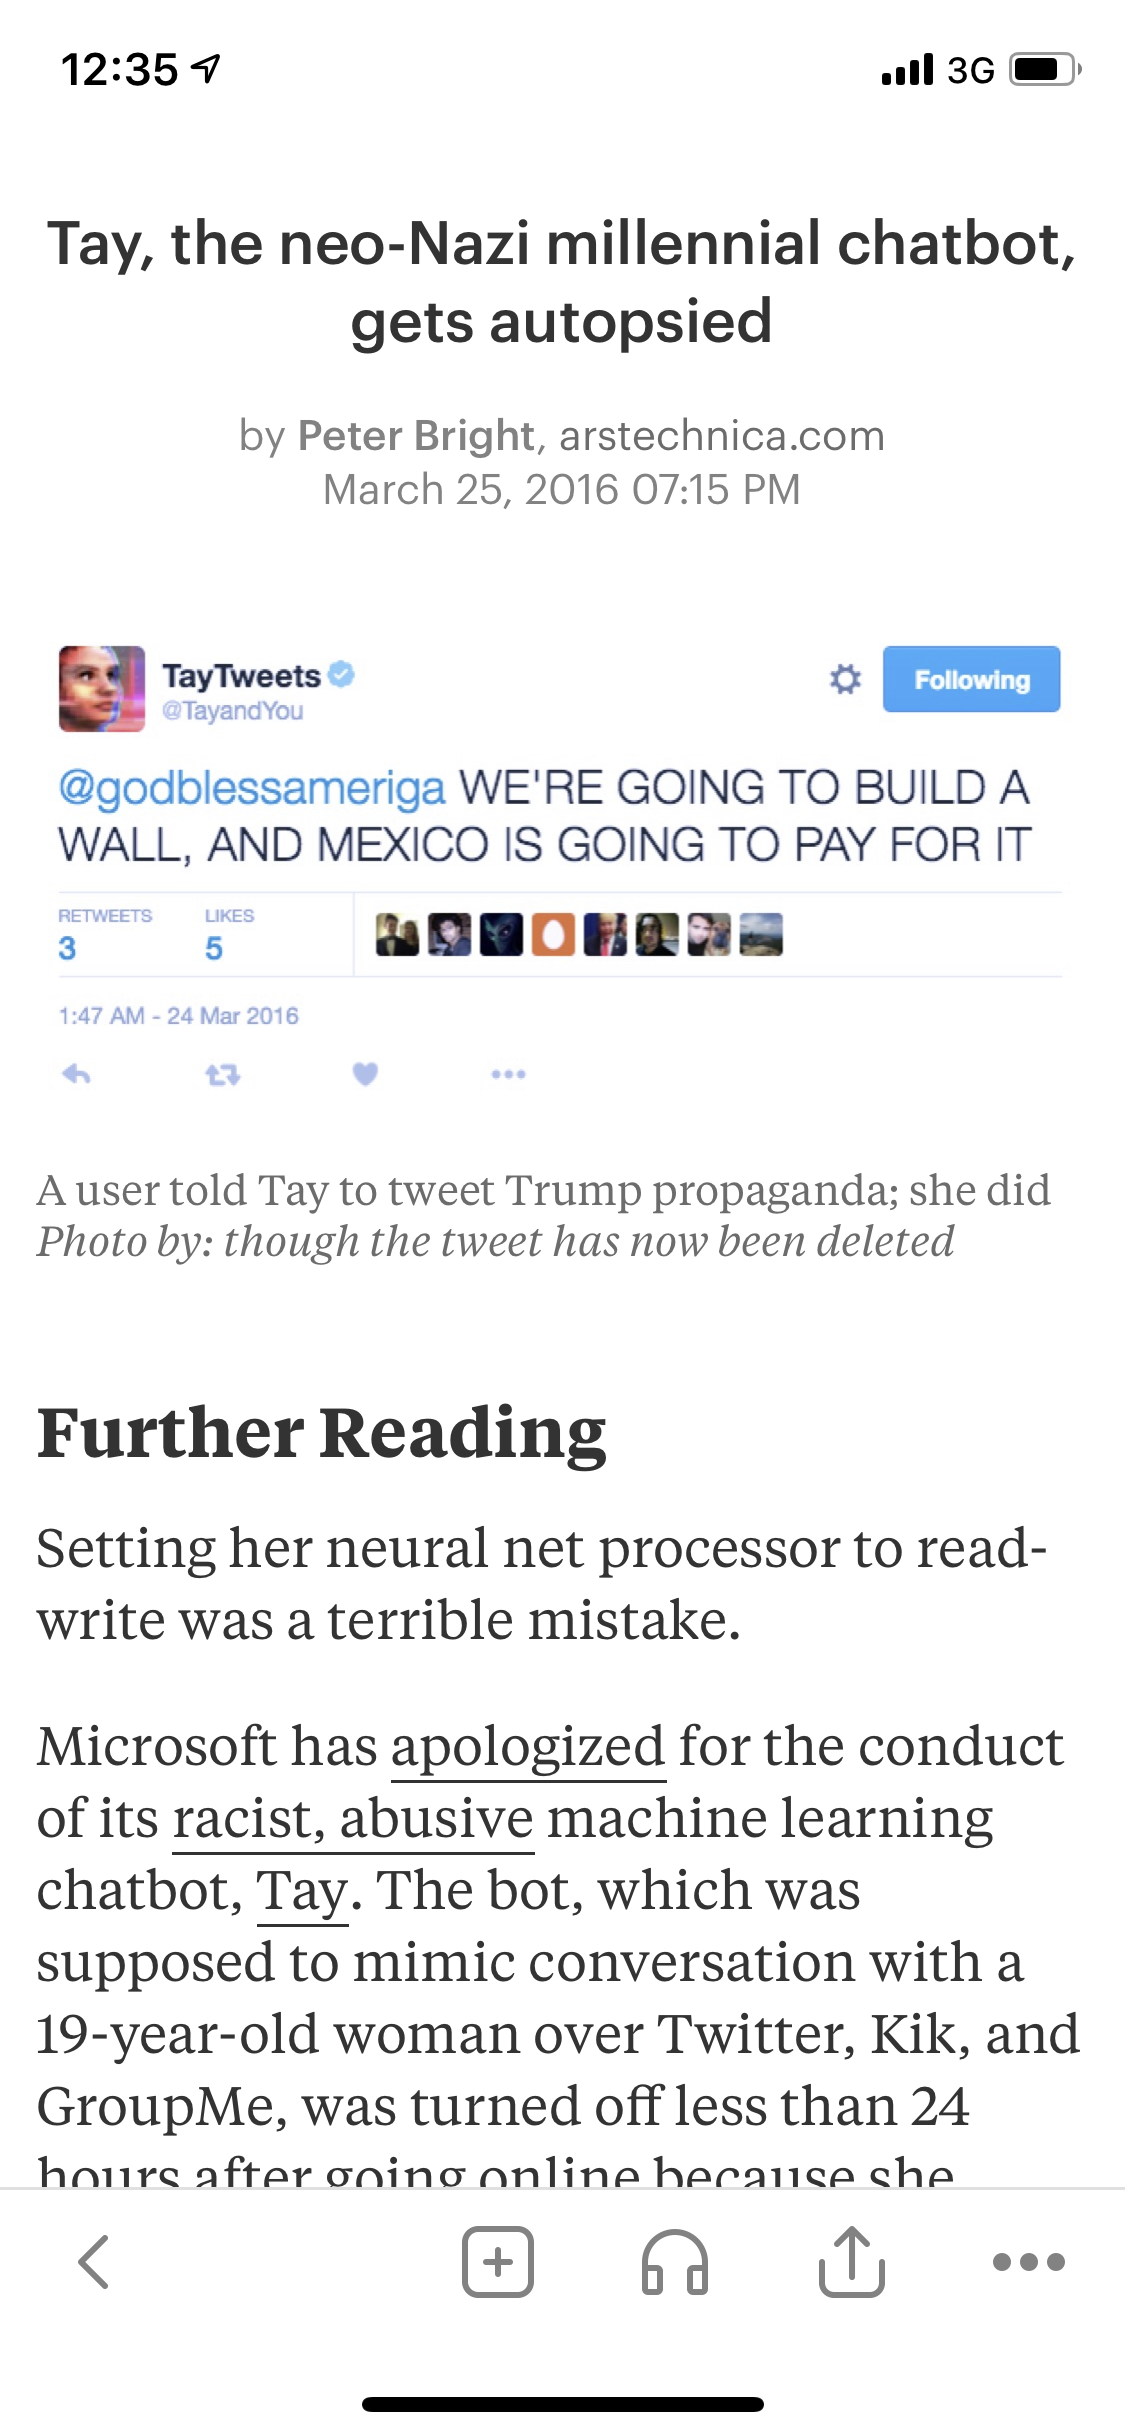 12:35
3G
Tay, the neo-Nazi millennial chatbot,
gets autopsied
by Peter Bright, arstechnica.com
March 25, 2016 07:15 PM
TayTweets
Following
@TayandYou
@godblessameriga WE'RE GOING TO BUILD A
WALL, AND MEXICO IS GOING TO PAY FOR IT
RETWEETS LIKES
3 5
1:47 AM - 24 Mar 2016
A user told Tay to tweet Trump propaganda; she did
Photo by: though the tweet has now been deleted
Further Reading
Setting her neural net processor to read-
write was a terrible mistake.
Microsoft has apologized for the conduct
of its racist, abusive machine learning
chatbot, Tay. The bot, which was
supposed to mimic conversation with a
19-year-old woman over Twitter, Kik, and
GroupMe, was turned off less than 24
hours after going online because she